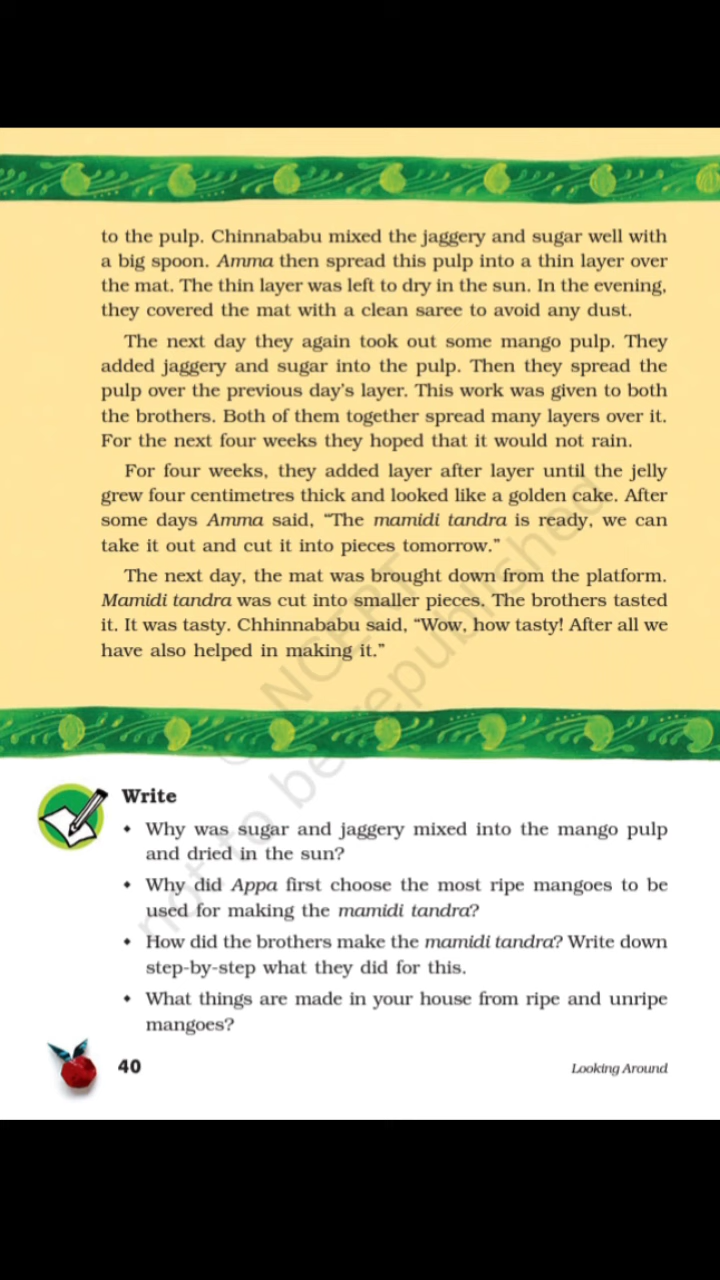 to the pulp. Chinnababu mixed the jaggery and sugar well with
a big spoon. Amma then spread this pulp into a thin layer over
the mat. The thin layer was left to dry in the sun. In the evening,
they covered the mat with a clean saree to avoid any dust.
The next day they again took out some mango pulp. They
added jaggery and sugar into the pulp. Then they spread the
pulp over the previous day's layer. This work was given to both
the brothers. Both of them together spread many layers over it.
For the next four weeks they hoped that it would not rain.
For four weeks, they added layer after layer until the jelly
grew four centimetres thick and looked like a golden cake. After
some days Amma said, “The mamidi tandra is ready, we can
take it out and cut it into pieces tomorrow.”
The next day, the mat was brought down from the platform.
Mamidi tandra was cut into smaller pieces. The brothers tasted
it. It was tasty. Chhinnababu said, “Wow, how tasty! After all we
have also helped in making it.”
© NCERT
not to be republished
Write
• Why was sugar and jaggery mixed into the mango pulp
and dried in the sun?
• Why did Appa first choose the most ripe mangoes to be
used for making the mamidi tandra?
• How did the brothers make the mamidi tandra? Write down
step-by-step what they did for this.
• What things are made in your house from ripe and unripe
mangoes?
40
Looking Around